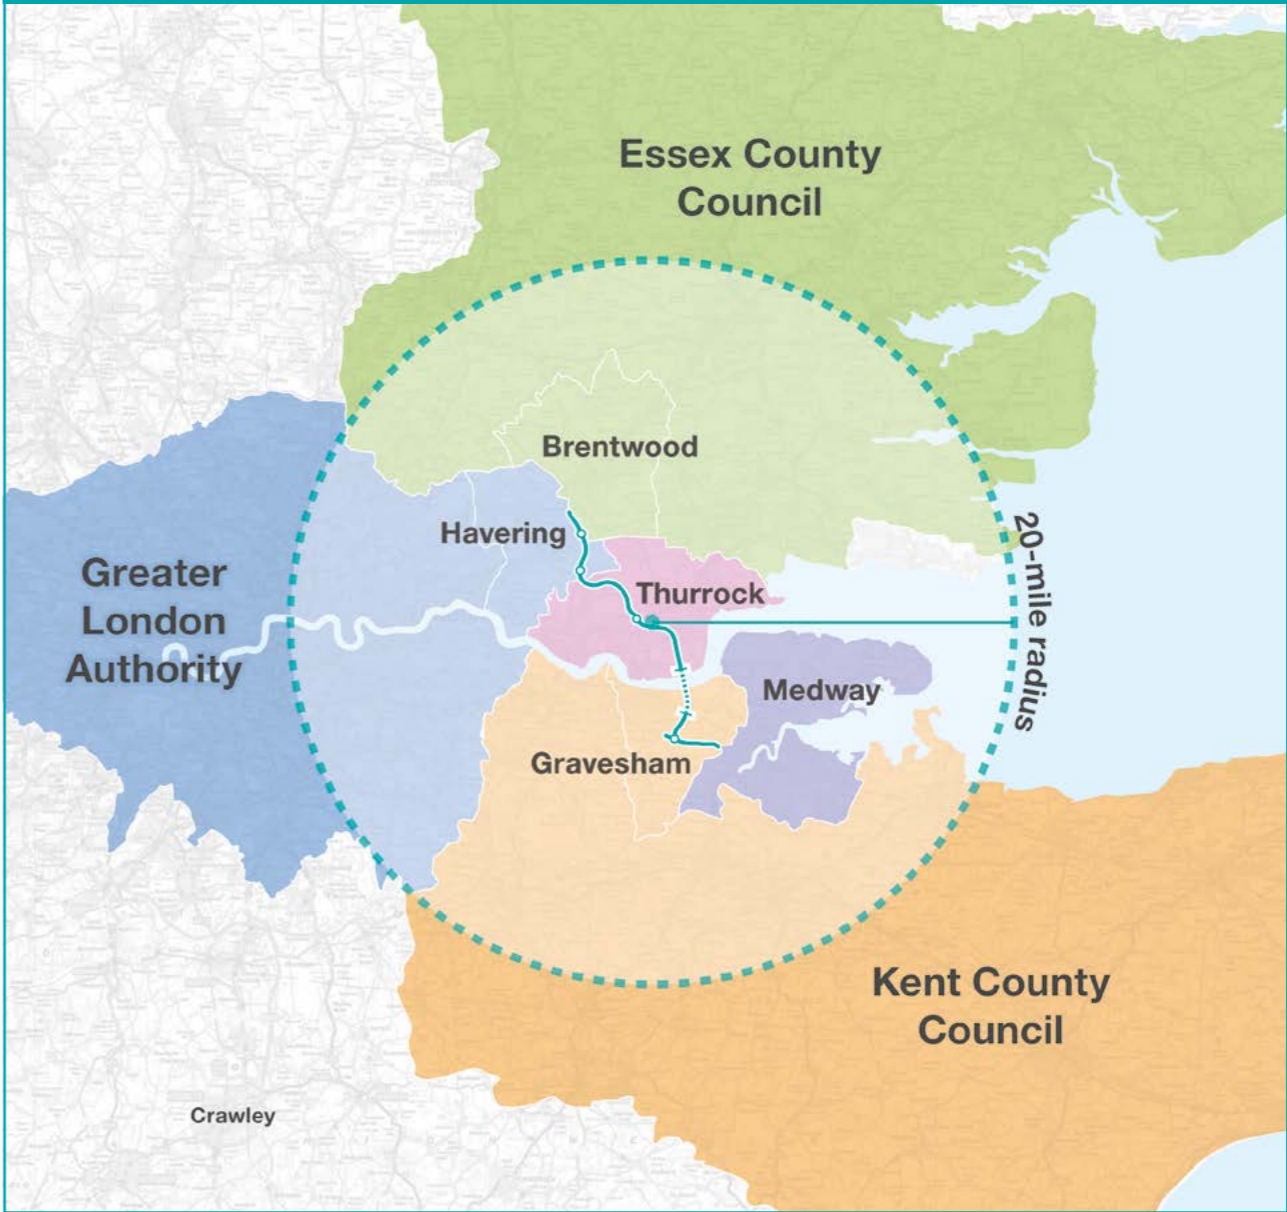 Essex County
Council
Brentwood
Havering
Greater
London
Authority
Thurrock
20-mile radius
Medway
Gravesham
Kent County
Council
Crawley